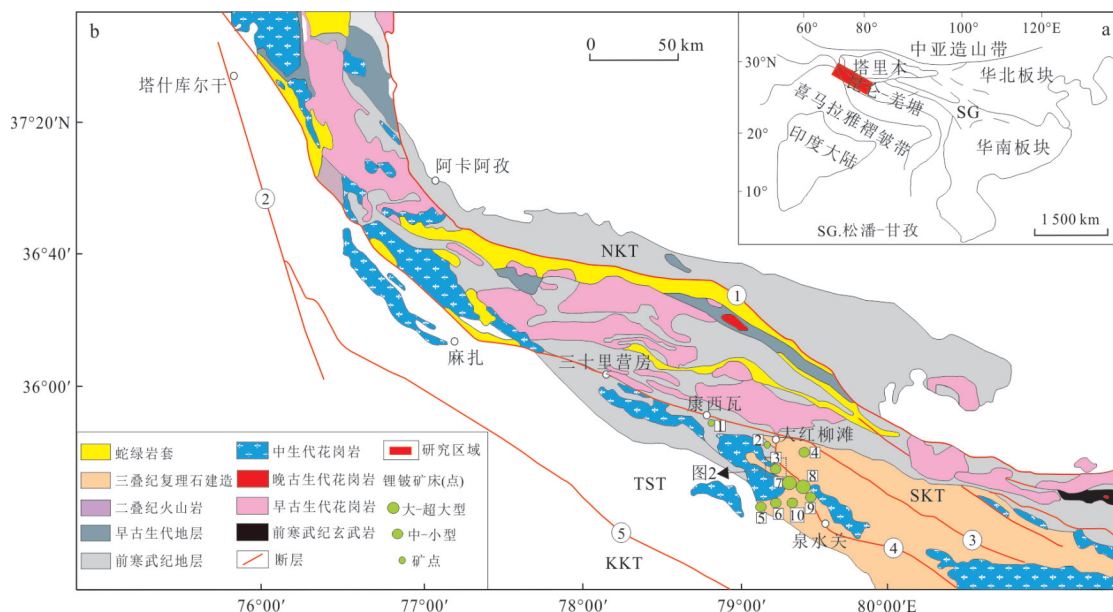 b
0 50 km
塔什库尔干
37°20′N
阿卡阿孜
2
NKT
36°40′
1
麻扎
三十里营房
36°00′
康西瓦
1
大红柳滩
2
4
3
图2
7
8
TST
SKT
5
6
10
9
3
泉水关
4
5
KKT
76°00′
77°00′
78°00′
79°00′
80°00′E
a
60°
80°
100°
120°E
中亚造山带
30°N
塔里木
华北板块
昆仑-羌塘
SG
喜马拉雅褶皱带
20°
印度大陆
华南板块
10°
1 500 km
SG.松潘-甘孜
蛇绿岩套
中生代花岗岩
研究区域
三叠纪复理石建造
晚古生代花岗岩
锂铍矿床(点)
二叠纪火山岩
早古生代花岗岩
大-超大型
早古生代地层
前寒武纪玄武岩
中-小型
前寒武纪地层
断层
矿点